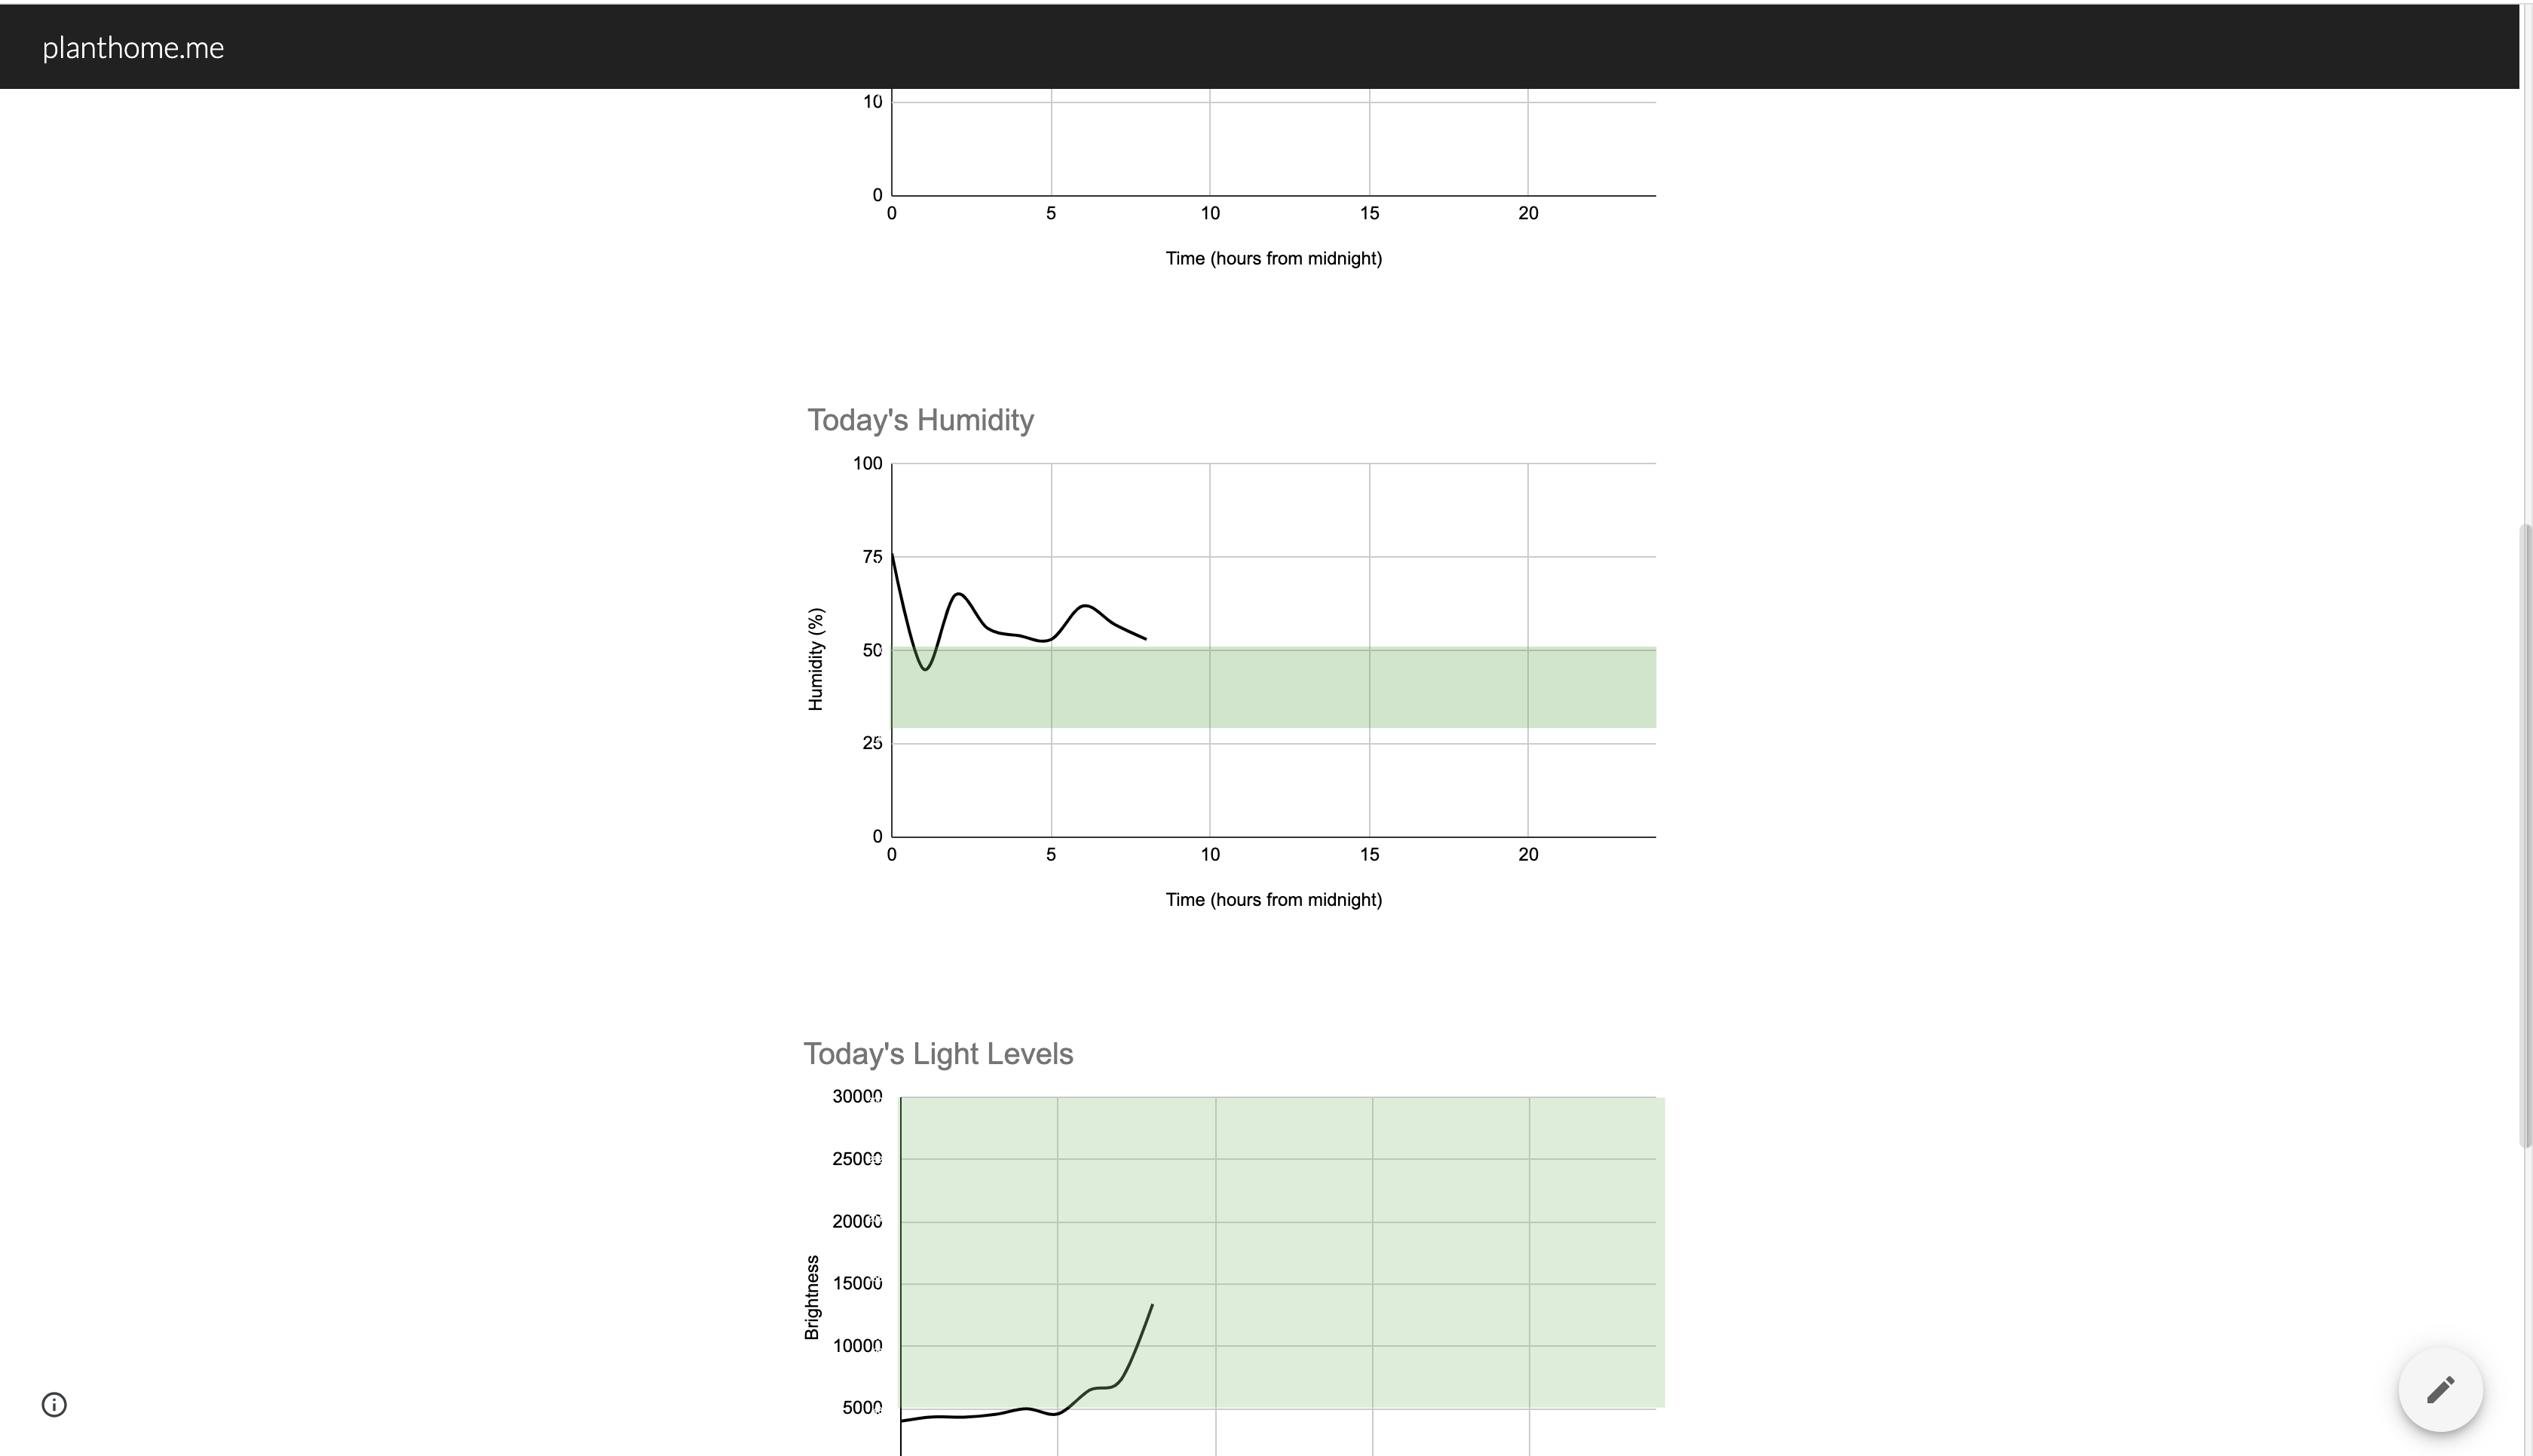 planthome.me
10
0
0 5 10 15 20
Time (hours from midnight)
Today's Humidity
100
75
50
25
0
Humidity (%)
0 5 10 15 20
Time (hours from midnight)
Today's Light Levels
30000
25000
20000
15000
10000
5000
Brightness